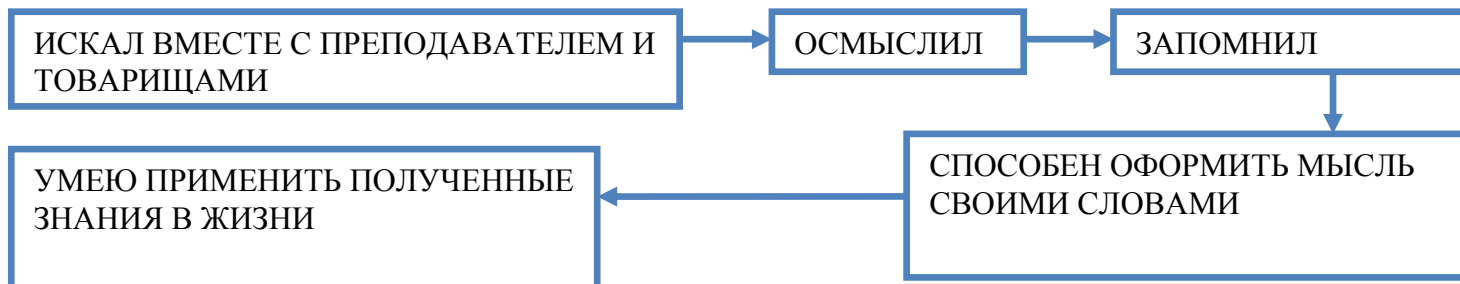 ИСКАЛ ВМЕСТЕ С ПРЕПОДАВАТЕЛЕМ И
ТОВАРИЩАМИ
ОСМЫСЛИЛ
ЗАПОМНИЛ
СПОСОБЕН ОФОРМИТЬ МЫСЛЬ
СВОИМИ СЛОВАМИ
УМЕЮ ПРИМЕНИТЬ ПОЛУЧЕННЫЕ
ЗНАНИЯ В ЖИЗНИ